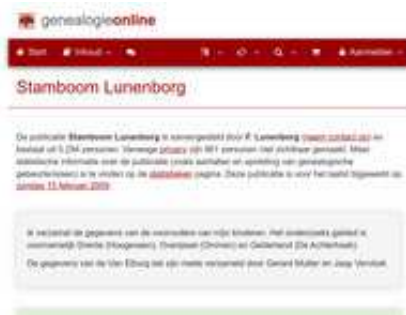 genealogieonline
Start Inhoud Aanmelden
Stamboom Lunenborg
De publicatie Stamboom Lunenborg is samengesteld door F. Lunenborg (neem contact op) en
bestaat uit 5.294 personen. Vanwege privacy zijn 981 personen niet zichtbaar gemaakt. Meer
statistische informatie over de publicatie (zoals aantallen en spreiding van genealogische
gebeurtenissen) is te vinden op de statistieken pagina. Deze publicatie is voor het laatst bijgewerkt op
zondag 15 februari 2009.
Ik verzamel de gegevens van de voorouders van mijn kinderen. Het onderzoeks gebied is
voornamelijk Drente (Hoogeveen), Overijssel (Ommen) en Gelderland (De Achterhoek).
De gegevens van de Van Elburg tak zijn mede verzameld door Gerard Mulder en Jaap